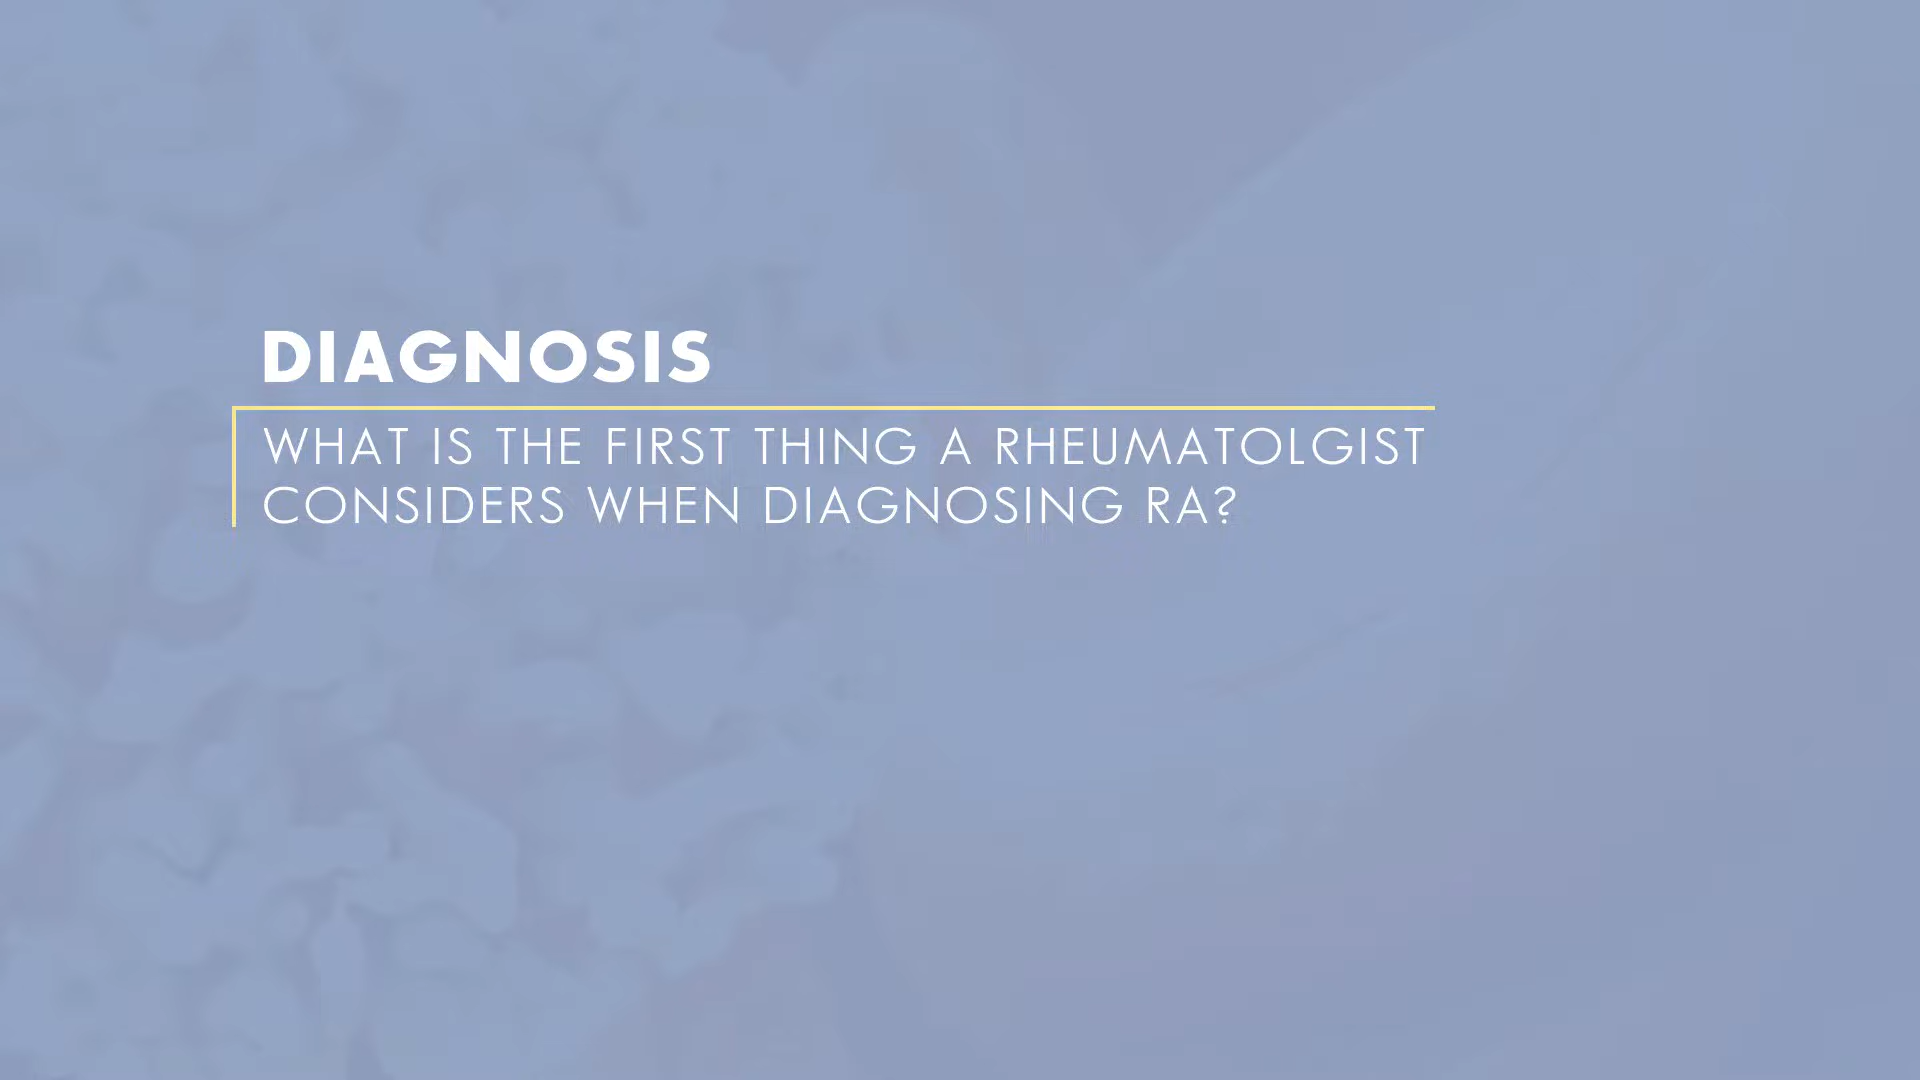 DIAGNOSIS
WHAT IS THE FIRST THING A RHEUMATOLGIST
CONSIDERS WHEN DIAGNOSING RA?